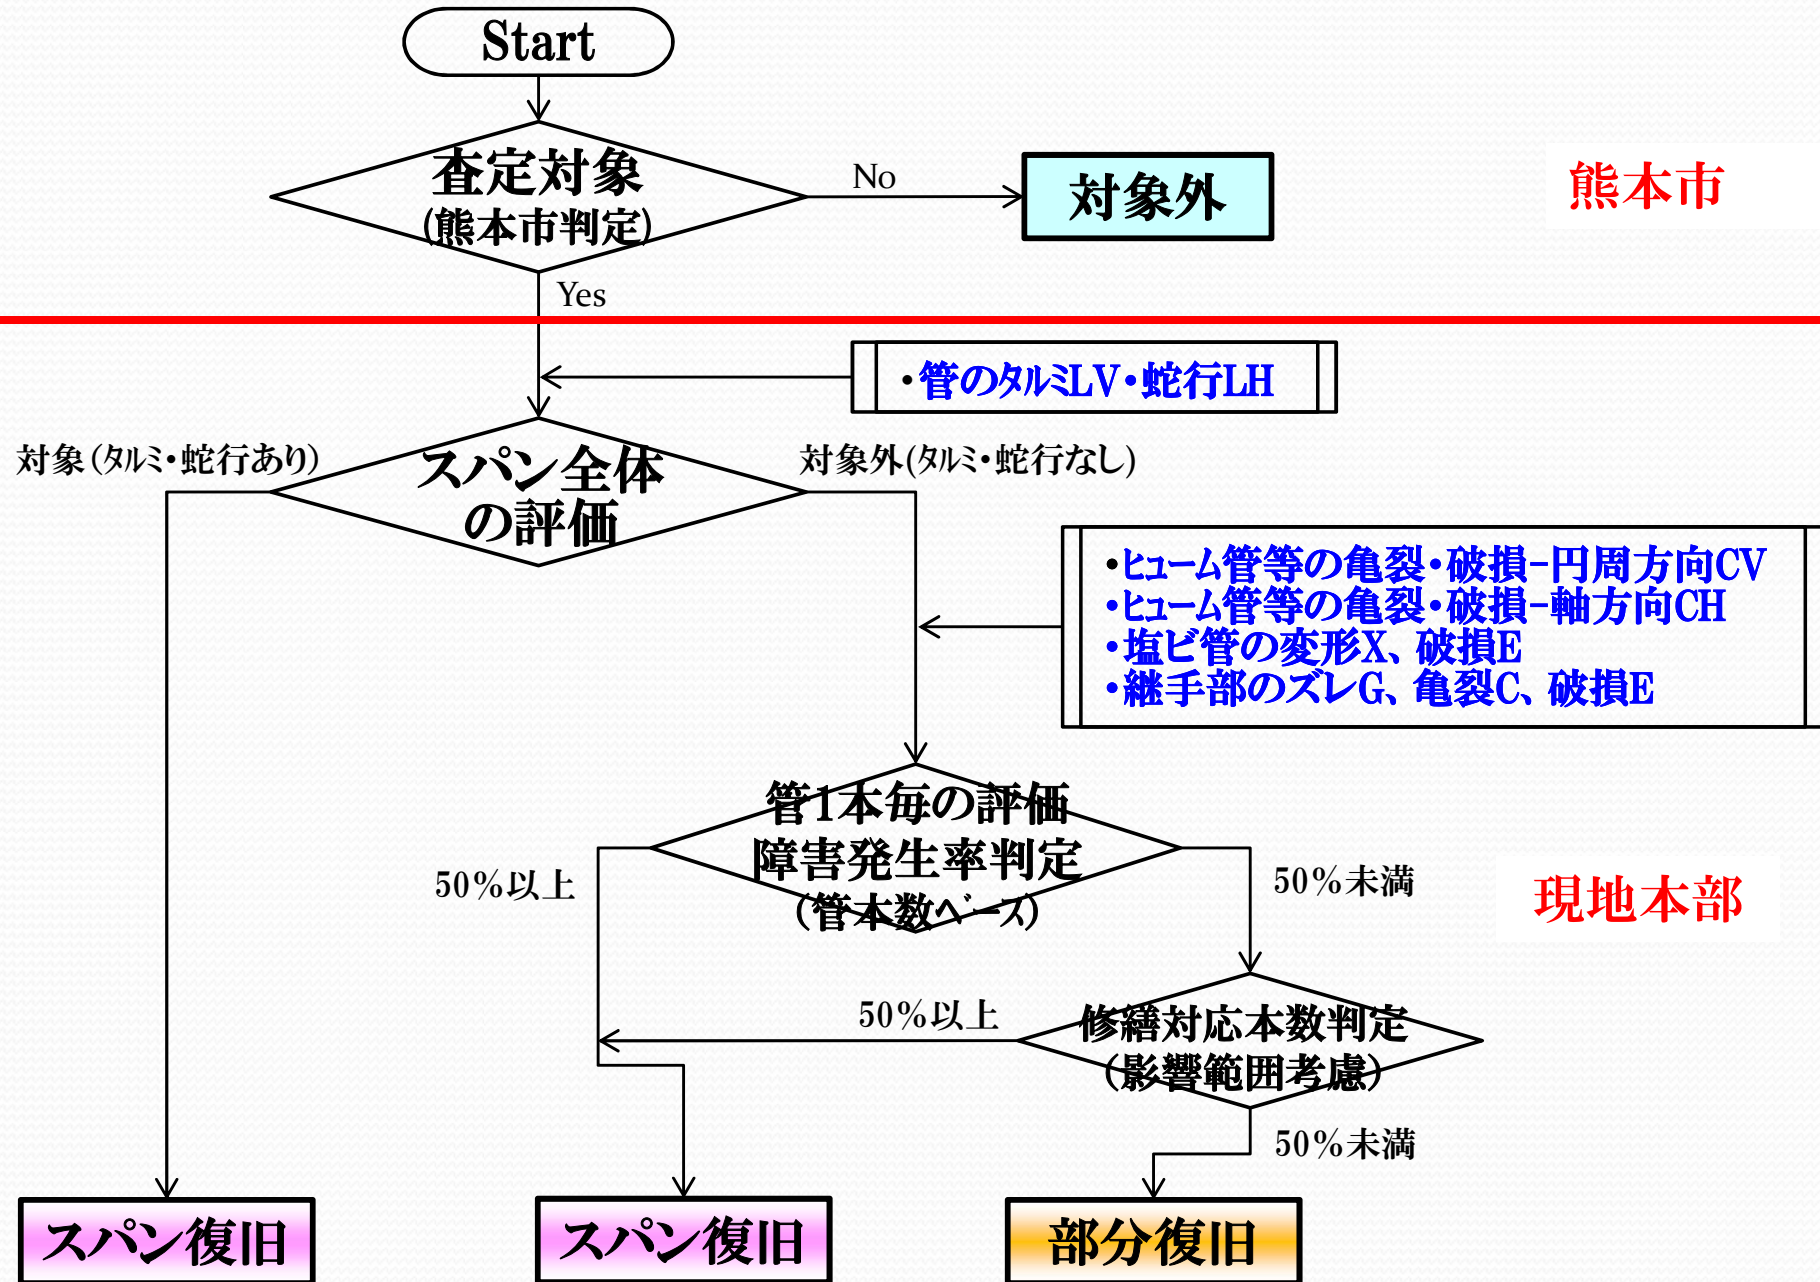 Start
査定対象
(熊本市判定)
No
対象外
熊本市
Yes
・管のタルミLV・蛇行LH
対象(タルミ・蛇行あり)
スパン全体
の評価
対象外(タルミ・蛇行なし)
・ヒューム管等の亀裂・破損-円周方向CV
・ヒューム管等の亀裂・破損-軸方向CH
・塩ビ管の変形X、破損E
・継手部のズレG、亀裂C、破損E
管1本毎の評価
障害発生率判定
(管本数ベース)
50%以上
50%未満
現地本部
50%以上
修繕対応本数判定
(影響範囲考慮)
50%未満
スパン復旧
スパン復旧
部分復旧